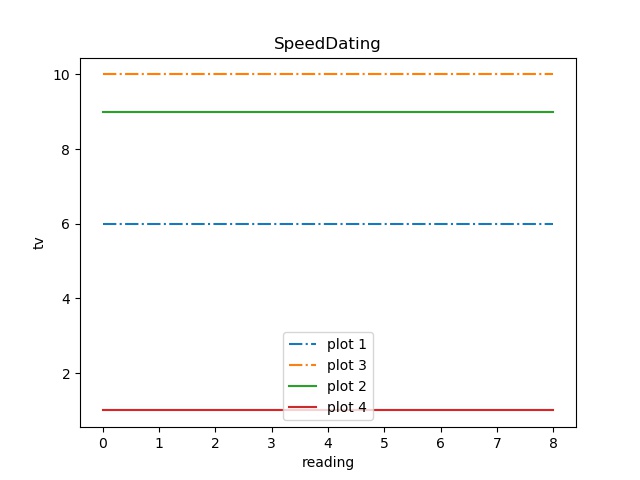 SpeedDating
10
8
6
4
2
tv
plot 1
plot 3
plot 2
plot 4
0 1 2 3 4 5 6 7 8
reading